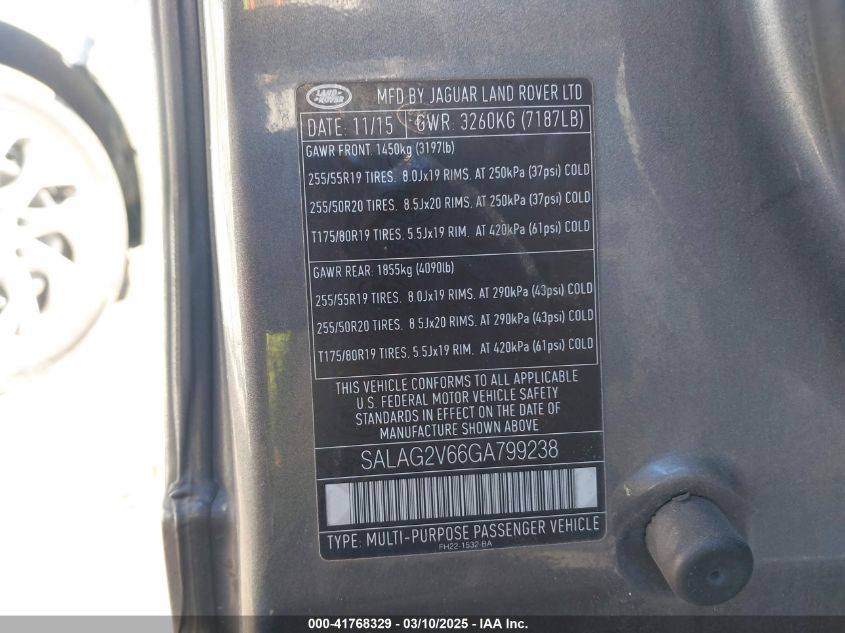 LAND ROVER
MFD BY JAGUAR LAND ROVER LTD
DATE: 11/15 GWR: 3260KG (7187LB)
GAWR FRONT: 1450kg (3197lb)
255/55R19 TIRES. 8.0Jx19 RIMS. AT 250kPa (37psi) COLD
255/50R20 TIRES. 8.5Jx20 RIMS. AT 250kPa (37psi) COLD
T175/80R19 TIRES. 5.5Jx19 RIM. AT 420kPa (61psi) COLD
GAWR REAR: 1855kg (4090lb)
255/55R19 TIRES. 8.0Jx19 RIMS. AT 290kPa (43psi) COLD
255/50R20 TIRES. 8.5Jx20 RIMS. AT 290kPa (43psi) COLD
T175/80R19 TIRES. 5.5Jx19 RIM. AT 420kPa (61psi) COLD
THIS VEHICLE CONFORMS TO ALL APPLICABLE
U.S. FEDERAL MOTOR VEHICLE SAFETY
STANDARDS IN EFFECT ON THE DATE OF
MANUFACTURE SHOWN ABOVE
SALAG2V66GA799238
TYPE: MULTI-PURPOSE PASSENGER VEHICLE
FH22-1532-BA
000-41768329 - 03/10/2025 - IAA Inc.